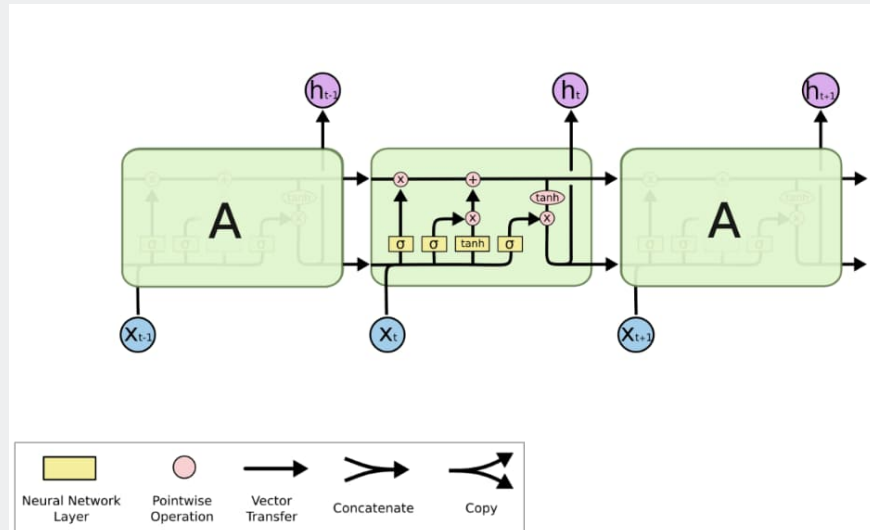 hₜ₋₁
hₜ
hₜ₊₁
A
x
+
tanh
x
x
σ
σ
tanh
σ
A
Xₜ₋₁
Xₜ
Xₜ₊₁
Neural Network
Layer
Pointwise
Operation
Vector
Transfer
Concatenate
Copy